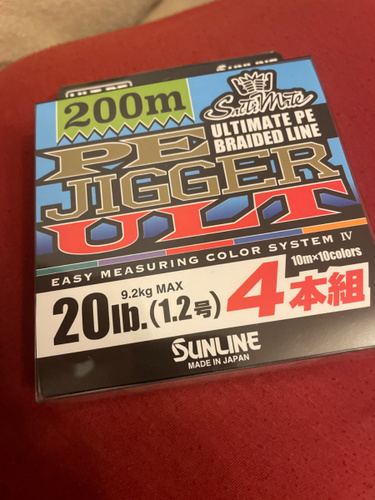 200m
SaltiMate
ULTIMATE PE
BRAIDED LINE
PE
JIGGER
ULT
EASY MEASURING COLOR SYSTEM IV
10m×10colors
9.2kg MAX
20lb.(1.2号)
4本組
SUNLINE
MADE IN JAPAN